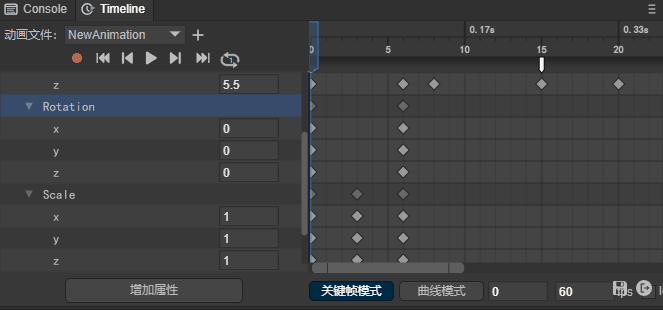 Console Timeline
动画文件: NewAnimation
0.17s 0.33s
0 5 10 15 20
z 5.5
Rotation
x 0
y 0
z 0
Scale
x 1
y 1
z 1
增加属性 关键帧模式 曲线模式 0 60